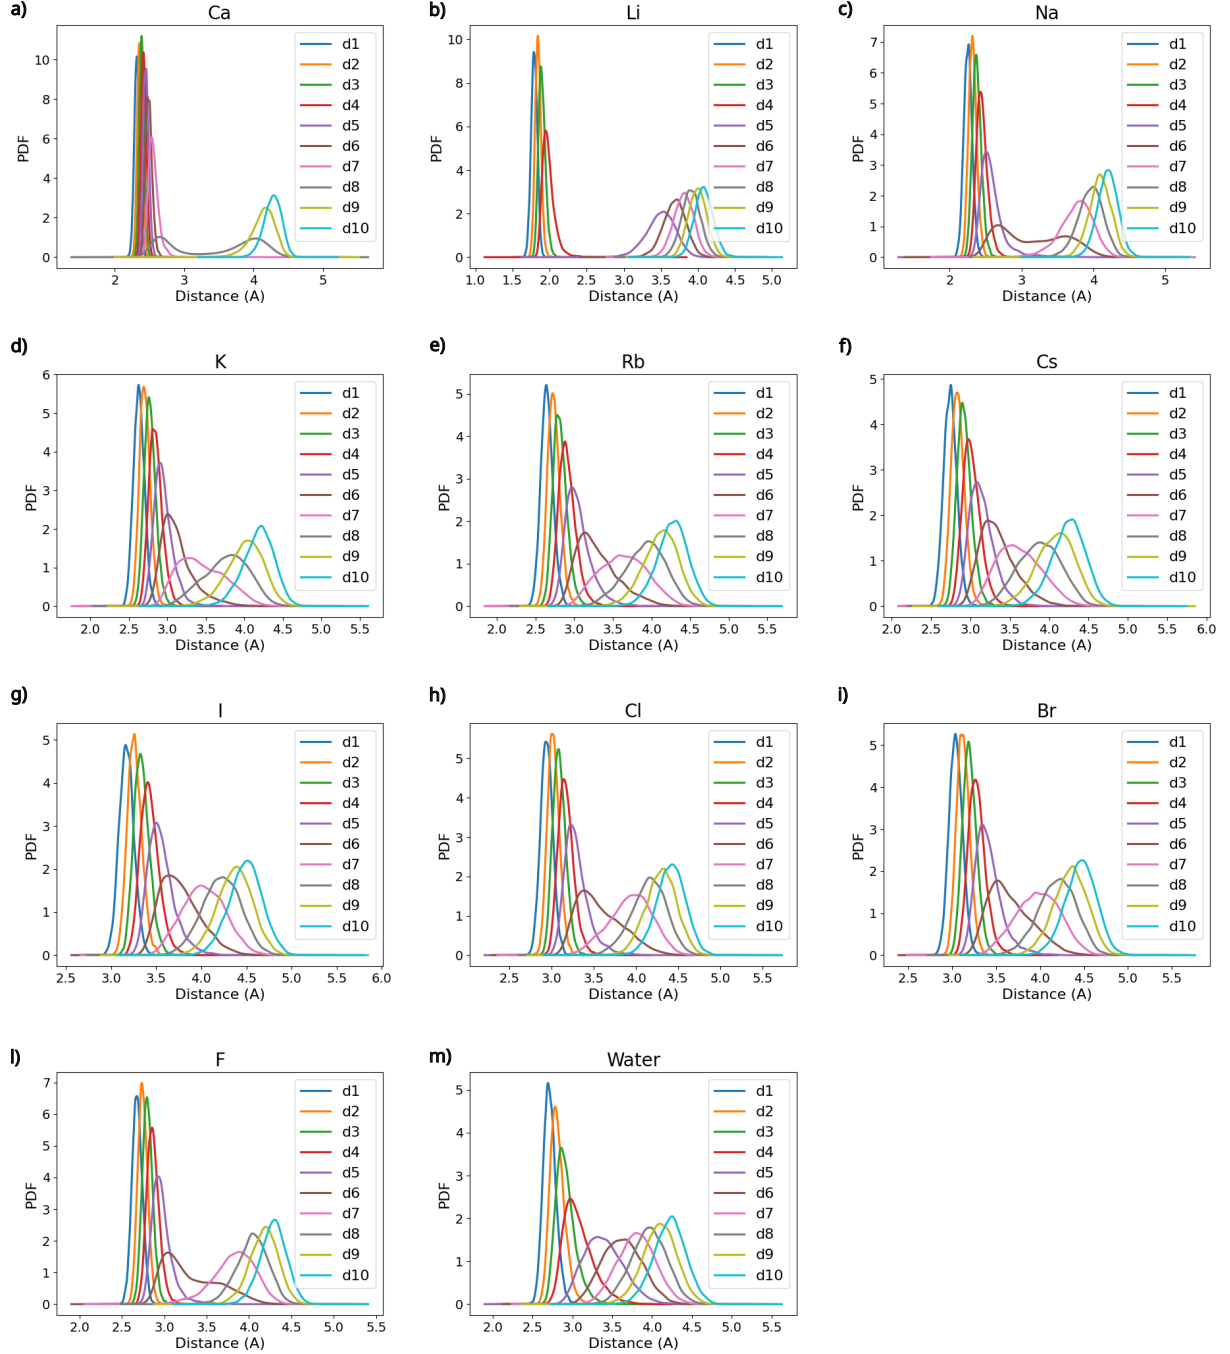 a) Ca
PDF
10
8
6
4
2
0
2 3 4 5
Distance (A)
d1
d2
d3
d4
d5
d6
d7
d8
d9
d10
b) Li
PDF
10
8
6
4
2
0
1.0 1.5 2.0 2.5 3.0 3.5 4.0 4.5 5.0
Distance (A)
d1
d2
d3
d4
d5
d6
d7
d8
d9
d10
c) Na
PDF
7
6
5
4
3
2
1
0
2 3 4 5
Distance (A)
d1
d2
d3
d4
d5
d6
d7
d8
d9
d10
d) K
PDF
6
5
4
3
2
1
0
2.0 2.5 3.0 3.5 4.0 4.5 5.0 5.5
Distance (A)
d1
d2
d3
d4
d5
d6
d7
d8
d9
d10
e) Rb
PDF
5
4
3
2
1
0
2.0 2.5 3.0 3.5 4.0 4.5 5.0 5.5
Distance (A)
d1
d2
d3
d4
d5
d6
d7
d8
d9
d10
f) Cs
PDF
5
4
3
2
1
0
2.0 2.5 3.0 3.5 4.0 4.5 5.0 5.5 6.0
Distance (A)
d1
d2
d3
d4
d5
d6
d7
d8
d9
d10
g) I
PDF
5
4
3
2
1
0
2.5 3.0 3.5 4.0 4.5 5.0 5.5 6.0
Distance (A)
d1
d2
d3
d4
d5
d6
d7
d8
d9
d10
h) Cl
PDF
5
4
3
2
1
0
2.5 3.0 3.5 4.0 4.5 5.0 5.5
Distance (A)
d1
d2
d3
d4
d5
d6
d7
d8
d9
d10
i) Br
PDF
5
4
3
2
1
0
2.5 3.0 3.5 4.0 4.5 5.0 5.5
Distance (A)
d1
d2
d3
d4
d5
d6
d7
d8
d9
d10
l) F
PDF
7
6
5
4
3
2
1
0
2.0 2.5 3.0 3.5 4.0 4.5 5.0 5.5
Distance (A)
d1
d2
d3
d4
d5
d6
d7
d8
d9
d10
m) Water
PDF
5
4
3
2
1
0
2.0 2.5 3.0 3.5 4.0 4.5 5.0 5.5
Distance (A)
d1
d2
d3
d4
d5
d6
d7
d8
d9
d10